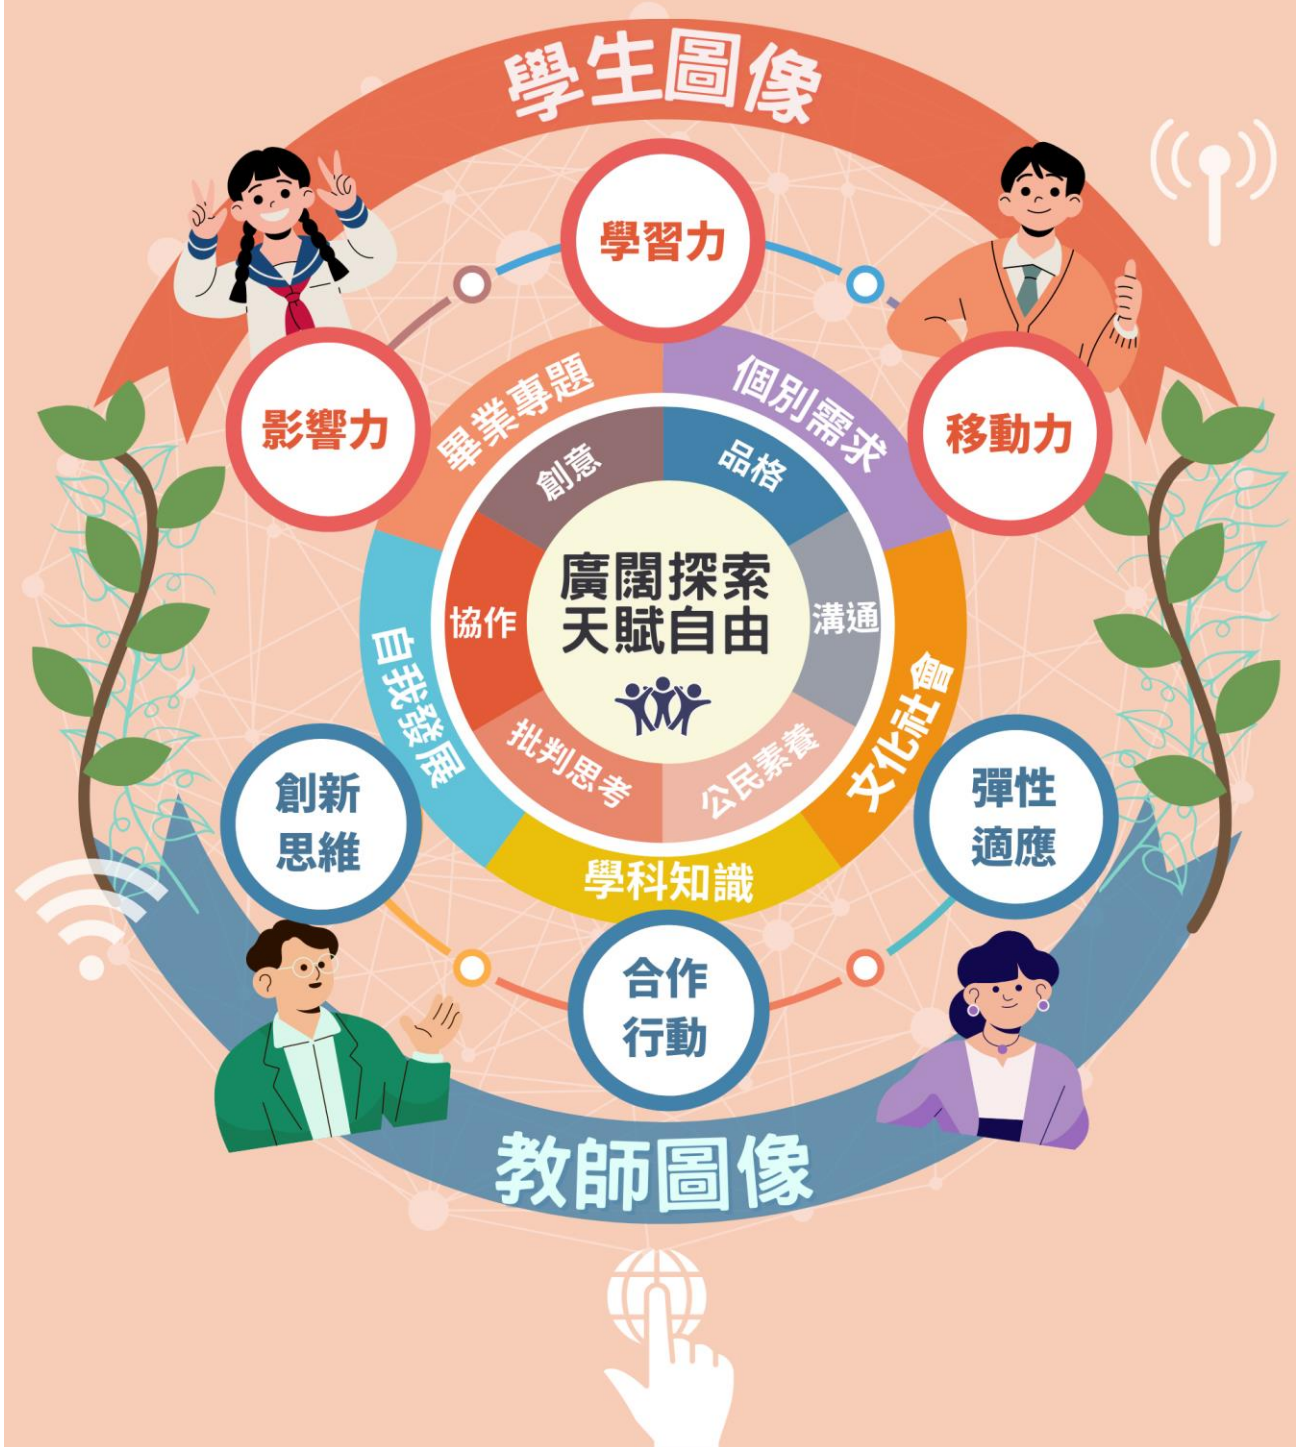 學生圖像
學習力
影響力
移動力
畢業專題
個別需求
創意
品格
廣闊探索
天賦自由
協作
溝通
自我發展
文化社會
批判思考
公民素養
學科知識
創新
思維
彈性
適應
合作
行動
教師圖像